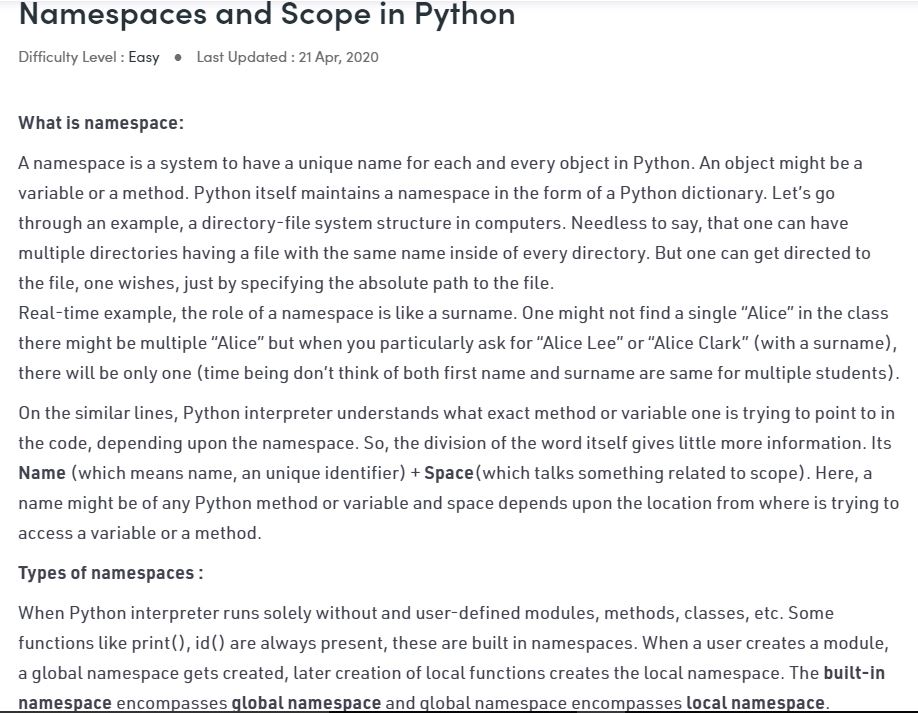 Namespaces and Scope in Python
Difficulty Level : Easy ● Last Updated : 21 Apr, 2020
What is namespace:
A namespace is a system to have a unique name for each and every object in Python. An object might be a
variable or a method. Python itself maintains a namespace in the form of a Python dictionary. Let's go
through an example, a directory-file system structure in computers. Needless to say, that one can have
multiple directories having a file with the same name inside of every directory. But one can get directed to
the file, one wishes, just by specifying the absolute path to the file.
Real-time example, the role of a namespace is like a surname. One might not find a single “Alice” in the class
there might be multiple “Alice” but when you particularly ask for “Alice Lee” or “Alice Clark” (with a surname),
there will be only one (time being don't think of both first name and surname are same for multiple students).
On the similar lines, Python interpreter understands what exact method or variable one is trying to point to in
the code, depending upon the namespace. So, the division of the word itself gives little more information. Its
Name (which means name, an unique identifier) + Space(which talks something related to scope). Here, a
name might be of any Python method or variable and space depends upon the location from where is trying to
access a variable or a method.
Types of namespaces :
When Python interpreter runs solely without and user-defined modules, methods, classes, etc. Some
functions like print(), id() are always present, these are built in namespaces. When a user creates a module,
a global namespace gets created, later creation of local functions creates the local namespace. The built-in
namespace encompasses global namespace and global namespace encompasses local namespace.